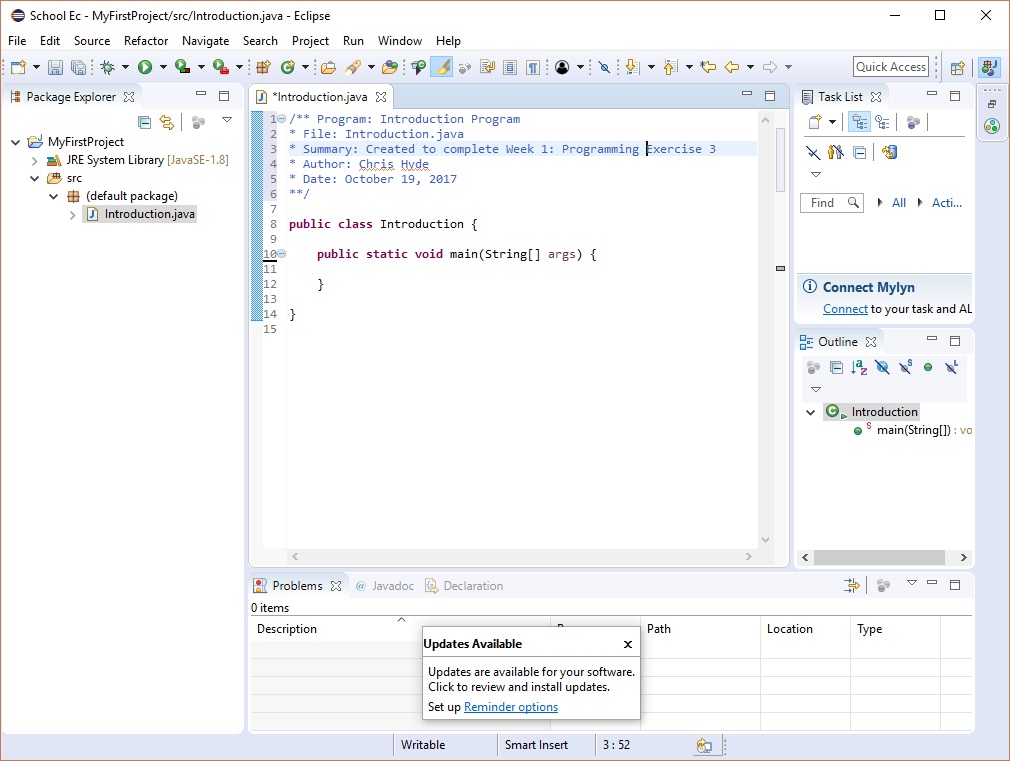 School Ec - MyFirstProject/src/Introduction.java - Eclipse
File Edit Source Refactor Navigate Search Project Run Window Help
Quick Access
Package Explorer
MyFirstProject
JRE System Library [JavaSE-1.8]
src
(default package)
Introduction.java
*Introduction.java
1 /** Program: Introduction Program
2 * File: Introduction.java
3 * Summary: Created to complete Week 1: Programming Exercise 3
4 * Author: Chris Hyde
5 * Date: October 19, 2017
6 **/
7
8 public class Introduction {
9
10 public static void main(String[] args) {
11
12 }
13
14 }
15
Task List
Find All Acti...
Connect Mylyn
Connect to your task and AL
Outline
Introduction
main(String[]) : vo
Problems @ Javadoc Declaration
0 items
Description Path Location Type
Updates Available
Updates are available for your software.
Click to review and install updates.
Set up Reminder options
Writable Smart Insert 3 : 52